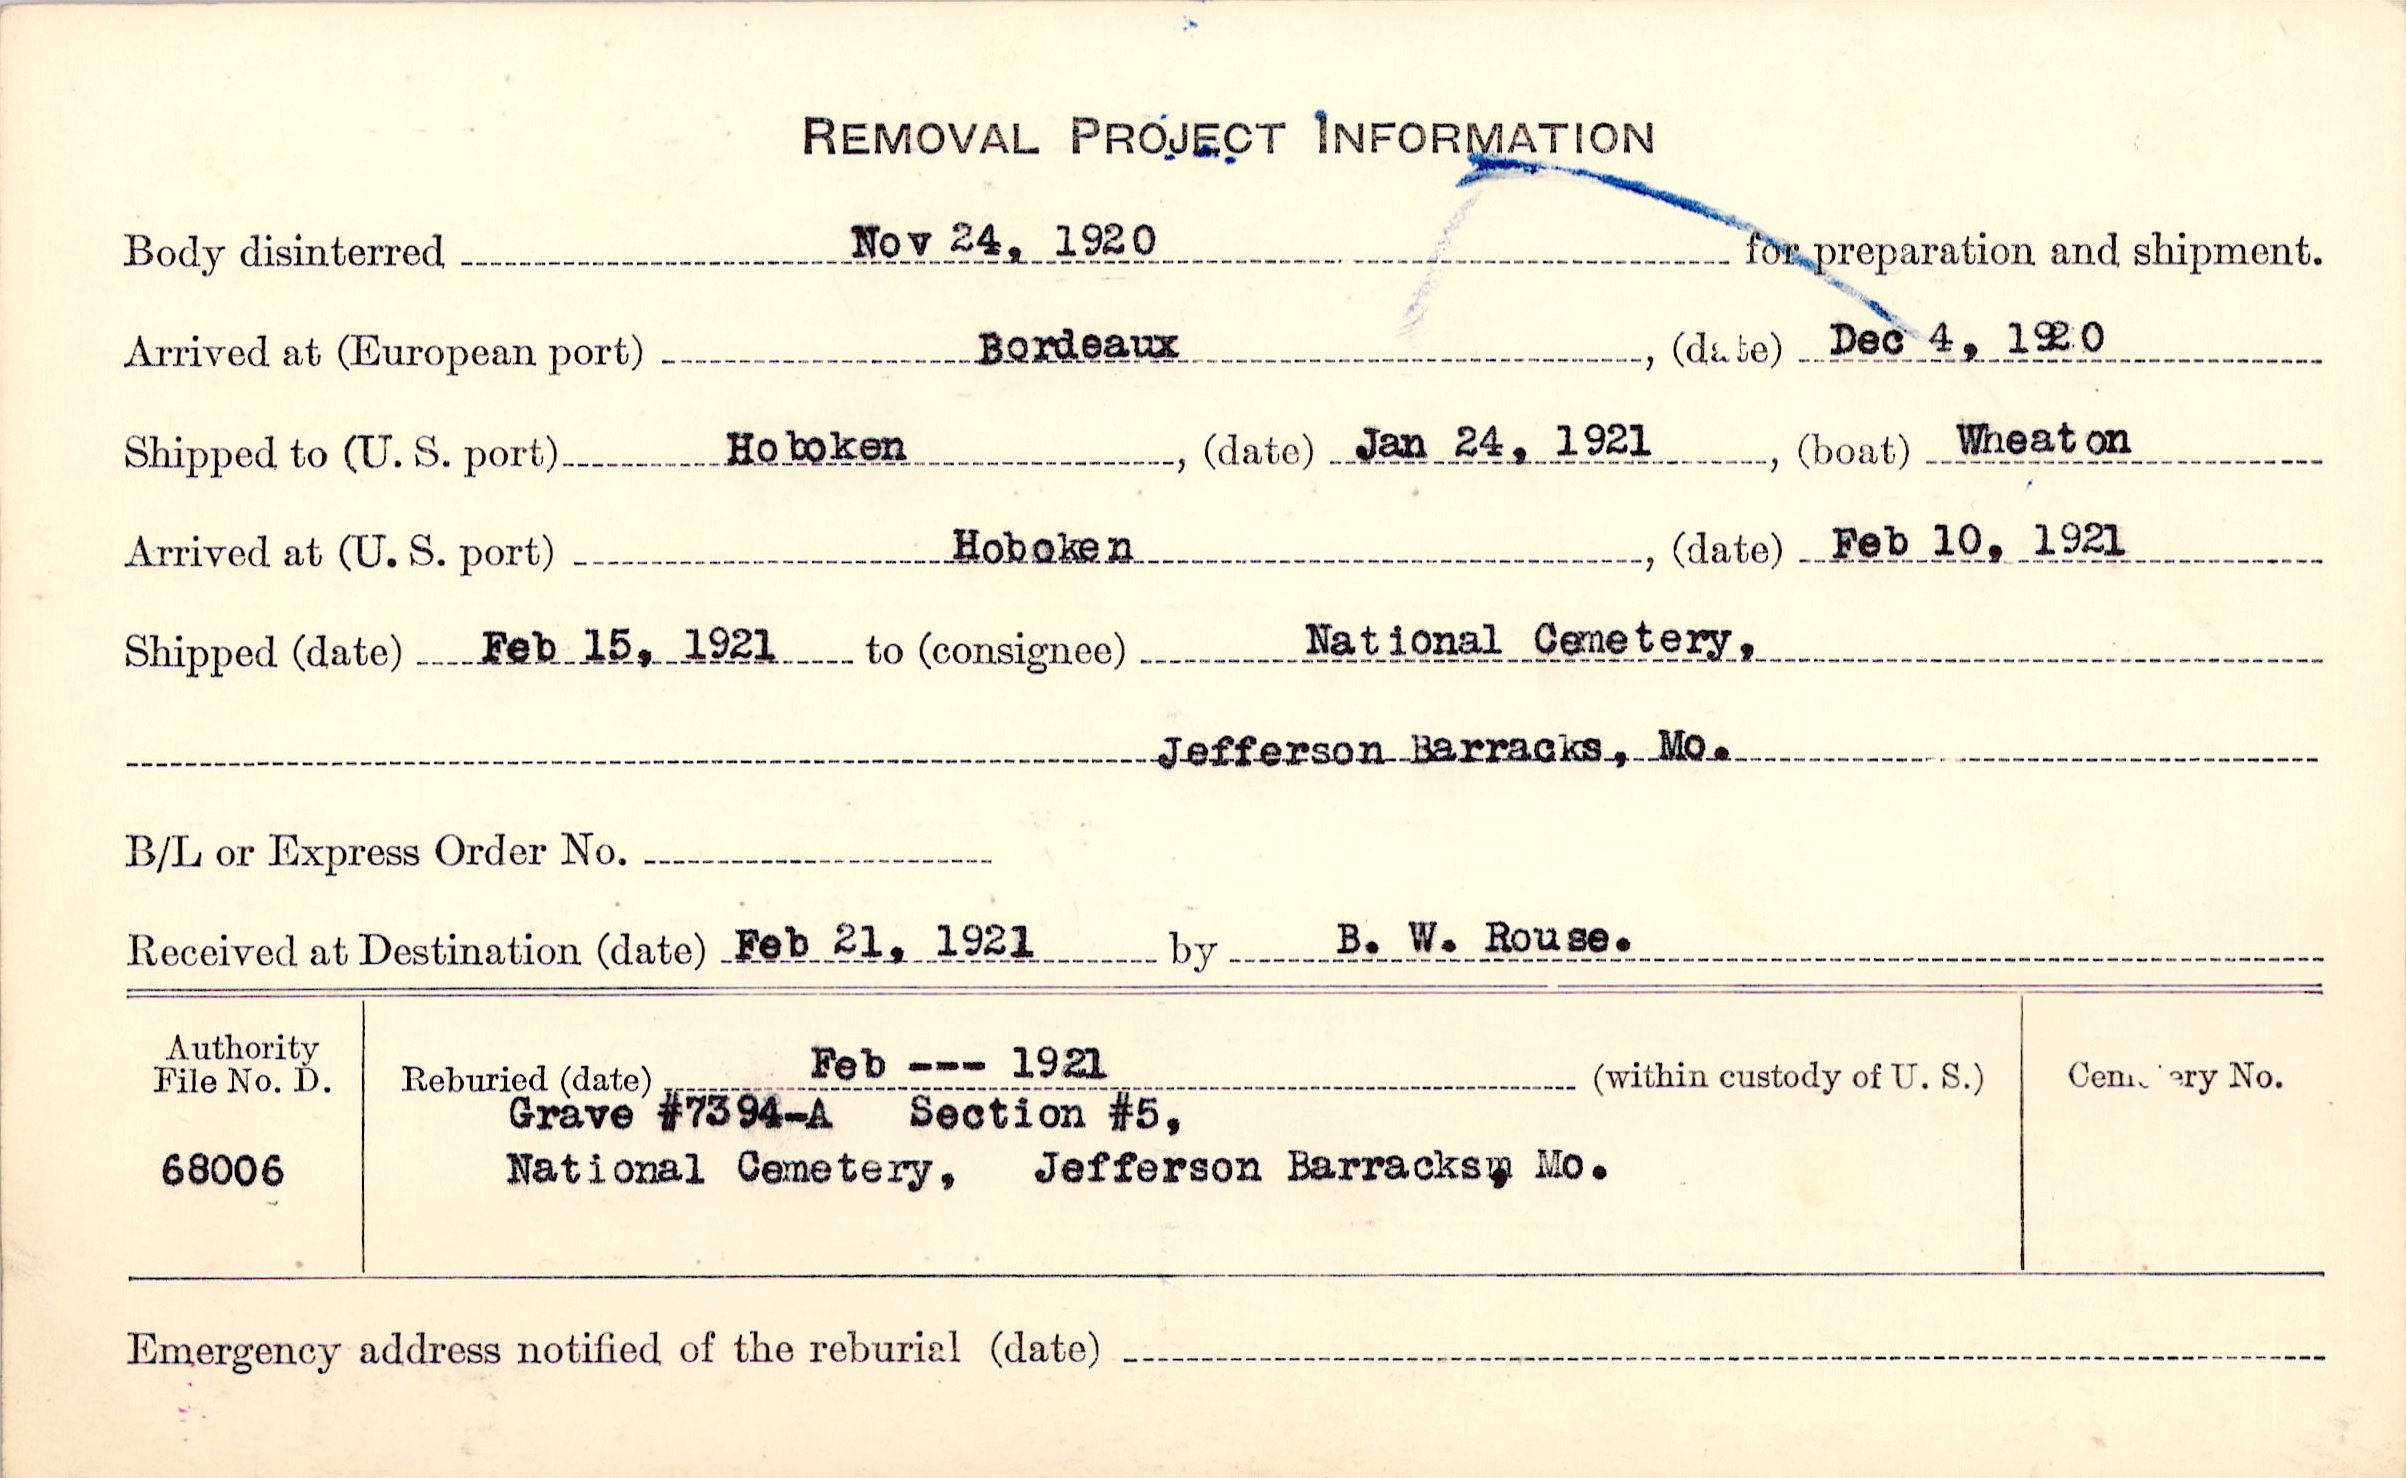 REMOVAL PROJECT INFORMATION
Body disinterred Nov 24, 1920 for preparation and shipment.
Arrived at (European port) Bordeaux, (date) Dec 4, 1920
Shipped to (U. S. port) Hoboken, (date) Jan 24, 1921, (boat) Wheaton
Arrived at (U. S. port) Hoboken, (date) Feb 10, 1921
Shipped (date) Feb 15, 1921 to (consignee) National Cemetery,
Jefferson Barracks, Mo.
B/L or Express Order No.
Received at Destination (date) Feb 21, 1921 by B. W. Rouse.
Authority
File No. D.
68006
Reburied (date) Feb --- 1921 (within custody of U. S.)
Grave #7394-A Section #5,
National Cemetery, Jefferson Barracks, Mo.
Cemetery No.
Emergency address notified of the reburial (date)